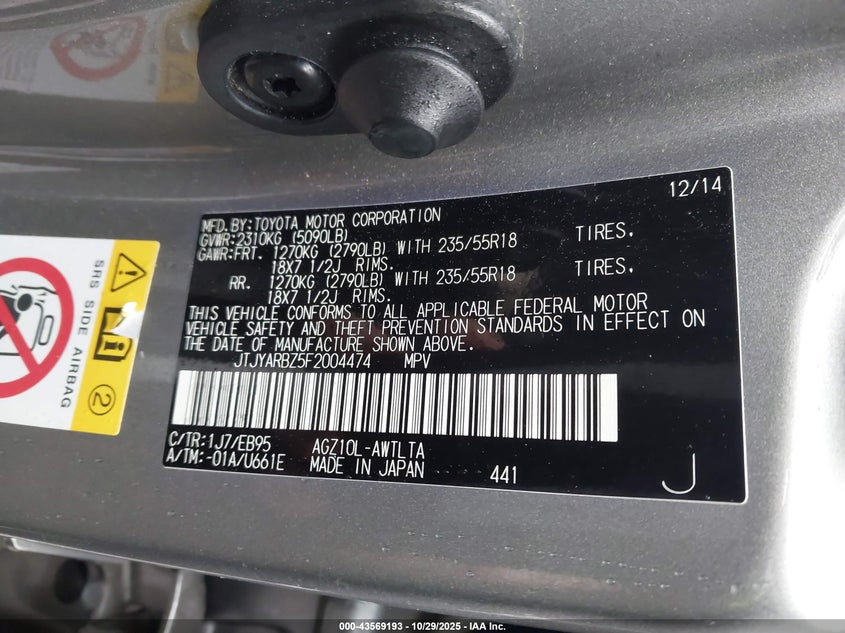 12/14
MFD.BY:TOYOTA MOTOR CORPORATION
GVWR:2310KG (5090LB)
GAWR:FRT. 1270KG (2790LB) WITH 235/55R18 TIRES.
18X7 1/2J RIMS.
RR. 1270KG (2790LB) WITH 235/55R18 TIRES.
18X7 1/2J RIMS.
THIS VEHICLE CONFORMS TO ALL APPLICABLE FEDERAL MOTOR
VEHICLE SAFETY AND THEFT PREVENTION STANDARDS IN EFFECT ON
THE DATE OF MANUFACTURE SHOWN ABOVE.
JTJYARBZ5F2004474 MPV
C/TR:1J7/EB95 AGZ10L-AWTLTA
A/TM:-01A/U661E MADE IN JAPAN 441 J
SRS SIDE AIRBAG 2
000-43569193 - 10/29/2025 - IAA Inc.